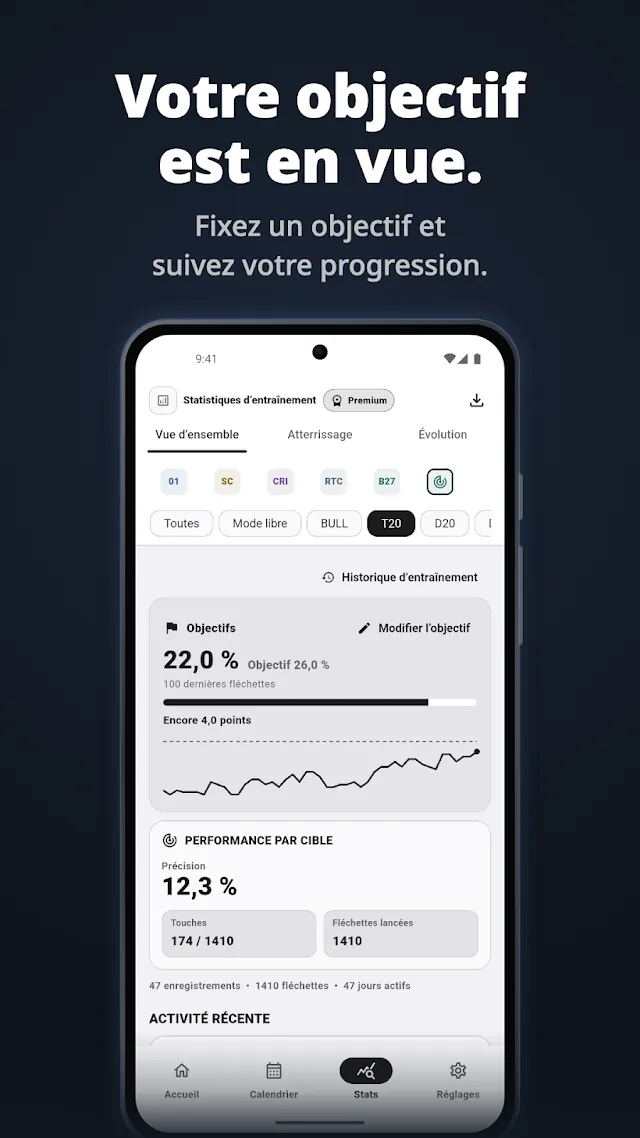 Votre objectif
est en vue.
Fixez un objectif et
suivez votre progression.
9:41
Statistiques d'entraînement Premium
Vue d'ensemble Atterrissage Évolution
01 SC CRI RTC B27
Toutes Mode libre BULL T20 D20
Historique d'entraînement
Objectifs Modifier l'objectif
22,0 % Objectif 26,0 %
100 dernières fléchettes
Encore 4,0 points
PERFORMANCE PAR CIBLE
Précision
12,3 %
Touches Fléchettes lancées
174 / 1410 1410
47 enregistrements • 1410 fléchettes • 47 jours actifs
ACTIVITÉ RÉCENTE
Accueil Calendrier Stats Réglages